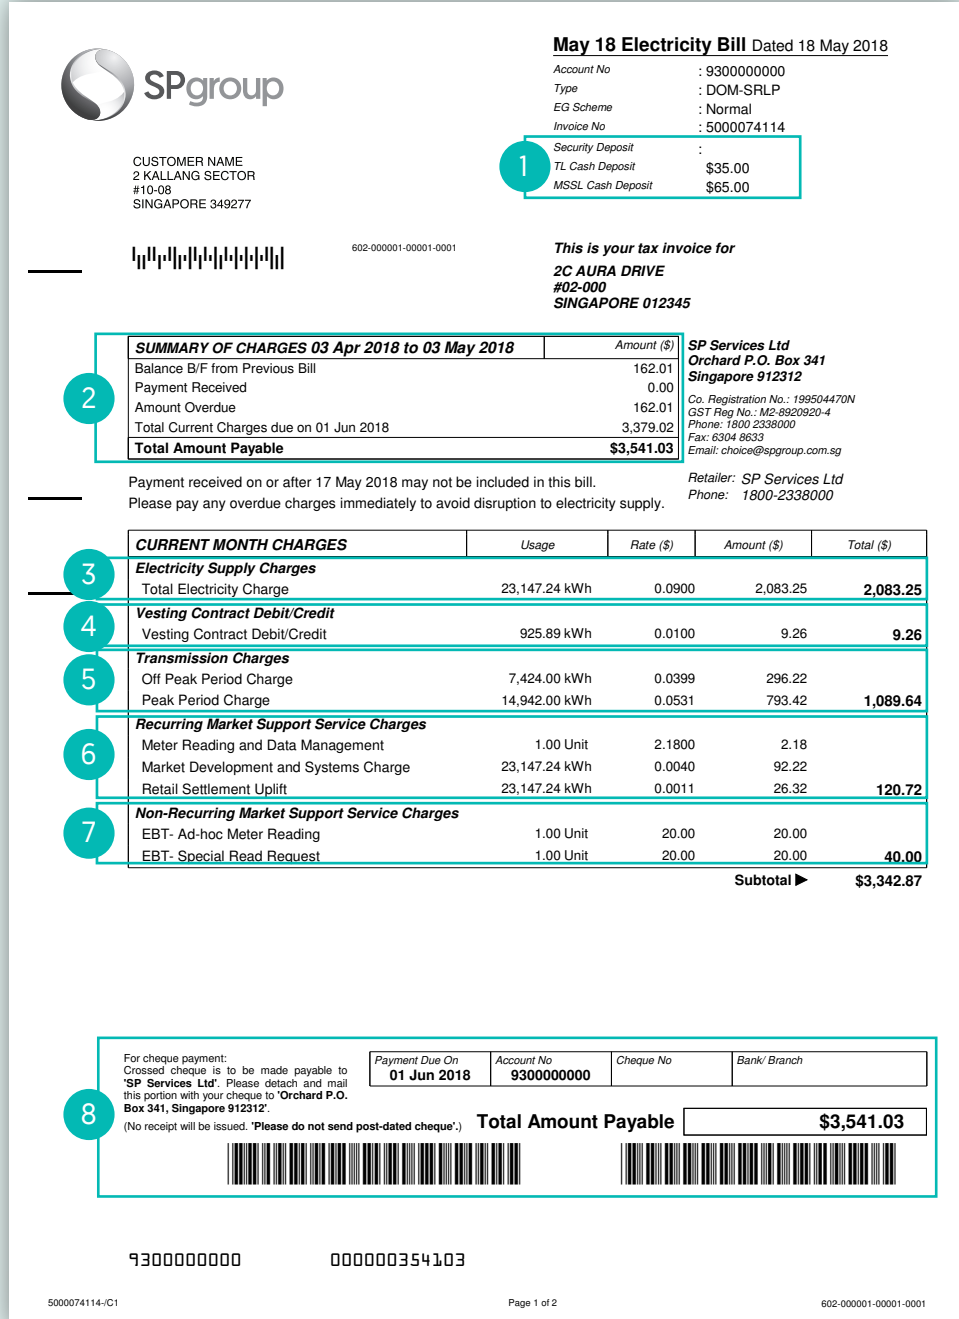 May 18 Electricity Bill Dated 18 May 2018
SPgroup
Account No : 9300000000
Type : DOM-SRLP
EG Scheme : Normal
Invoice No : 5000074114
1
Security Deposit :
TL Cash Deposit $35.00
MSSL Cash Deposit $65.00
CUSTOMER NAME
2 KALLANG SECTOR
#10-08
SINGAPORE 349277
602-000001-00001-0001
This is your tax invoice for
2C AURA DRIVE
#02-000
SINGAPORE 012345
2
SUMMARY OF CHARGES 03 Apr 2018 to 03 May 2018 Amount ($)
Balance B/F from Previous Bill 162.01
Payment Received 0.00
Amount Overdue 162.01
Total Current Charges due on 01 Jun 2018 3,379.02
Total Amount Payable $3,541.03
SP Services Ltd
Orchard P.O. Box 341
Singapore 912312
Co. Registration No.: 199504470N
GST Reg No.: M2-8920920-4
Phone: 1800 2338000
Fax: 6304 8633
Email: choice@spgroup.com.sg
Retailer: SP Services Ltd
Phone: 1800-2338000
Payment received on or after 17 May 2018 may not be included in this bill.
Please pay any overdue charges immediately to avoid disruption to electricity supply.
CURRENT MONTH CHARGES Usage Rate ($) Amount ($) Total ($)
3
Electricity Supply Charges
Total Electricity Charge 23,147.24 kWh 0.0900 2,083.25 2,083.25
4
Vesting Contract Debit/Credit
Vesting Contract Debit/Credit 925.89 kWh 0.0100 9.26 9.26
5
Transmission Charges
Off Peak Period Charge 7,424.00 kWh 0.0399 296.22
Peak Period Charge 14,942.00 kWh 0.0531 793.42 1,089.64
6
Recurring Market Support Service Charges
Meter Reading and Data Management 1.00 Unit 2.1800 2.18
Market Development and Systems Charge 23,147.24 kWh 0.0040 92.22
Retail Settlement Uplift 23,147.24 kWh 0.0011 26.32 120.72
7
Non-Recurring Market Support Service Charges
EBT- Ad-hoc Meter Reading 1.00 Unit 20.00 20.00
EBT- Special Read Request 1.00 Unit 20.00 20.00 40.00
Subtotal $3,342.87
8
For cheque payment:
Crossed cheque is to be made payable to
'SP Services Ltd'. Please detach and mail
this portion with your cheque to 'Orchard P.O.
Box 341, Singapore 912312'.
(No receipt will be issued. 'Please do not send post-dated cheque'.)
Payment Due On Account No Cheque No Bank/ Branch
01 Jun 2018 9300000000
Total Amount Payable $3,541.03
9300000000 000000354103
5000074114-/C1 Page 1 of 2 602-000001-00001-0001